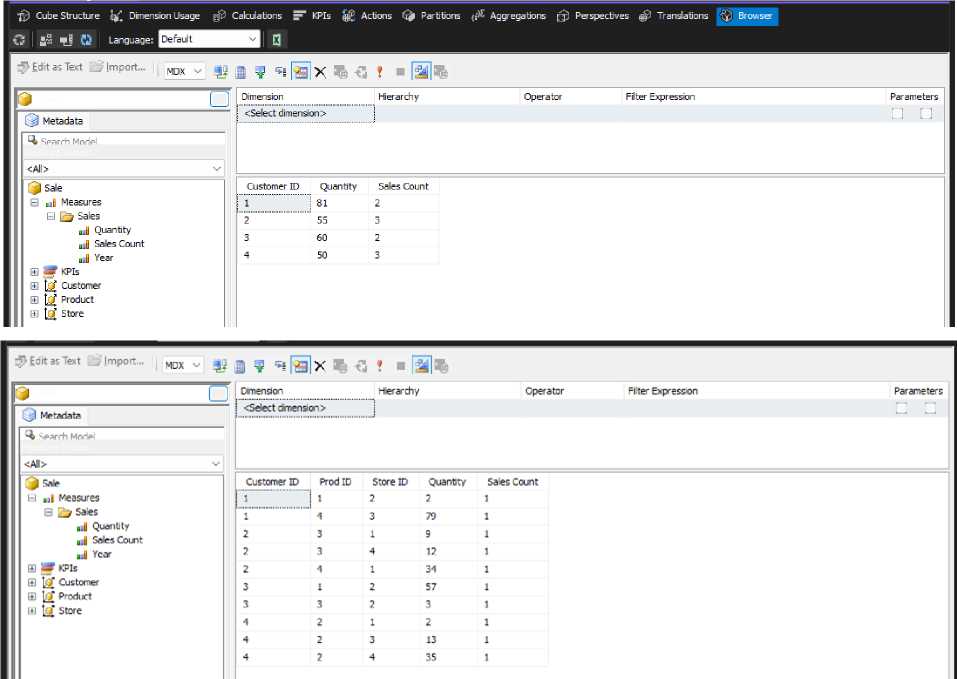 Cube Structure Dimension Usage Calculations KPIs Actions Partitions Aggregations Perspectives Translations Browser
Language: Default
Edit as Text Import... MDX
Metadata
Search Model
<All>
Sale
Measures
Sales
Quantity
Sales Count
Year
KPIs
Customer
Product
Store
Dimension Hierarchy Operator Filter Expression Parameters
<Select dimension>
Customer ID Quantity Sales Count
1 81 2
2 55 3
3 60 2
4 50 3
Edit as Text Import... MDX
Metadata
Search Model
<All>
Sale
Measures
Sales
Quantity
Sales Count
Year
KPIs
Customer
Product
Store
Dimension Hierarchy Operator Filter Expression Parameters
<Select dimension>
Customer ID Prod ID Store ID Quantity Sales Count
1 1 2 2 1
1 4 3 79 1
2 3 1 9 1
2 3 4 12 1
2 4 1 34 1
3 1 2 57 1
3 3 2 3 1
4 2 1 2 1
4 2 3 13 1
4 2 4 35 1